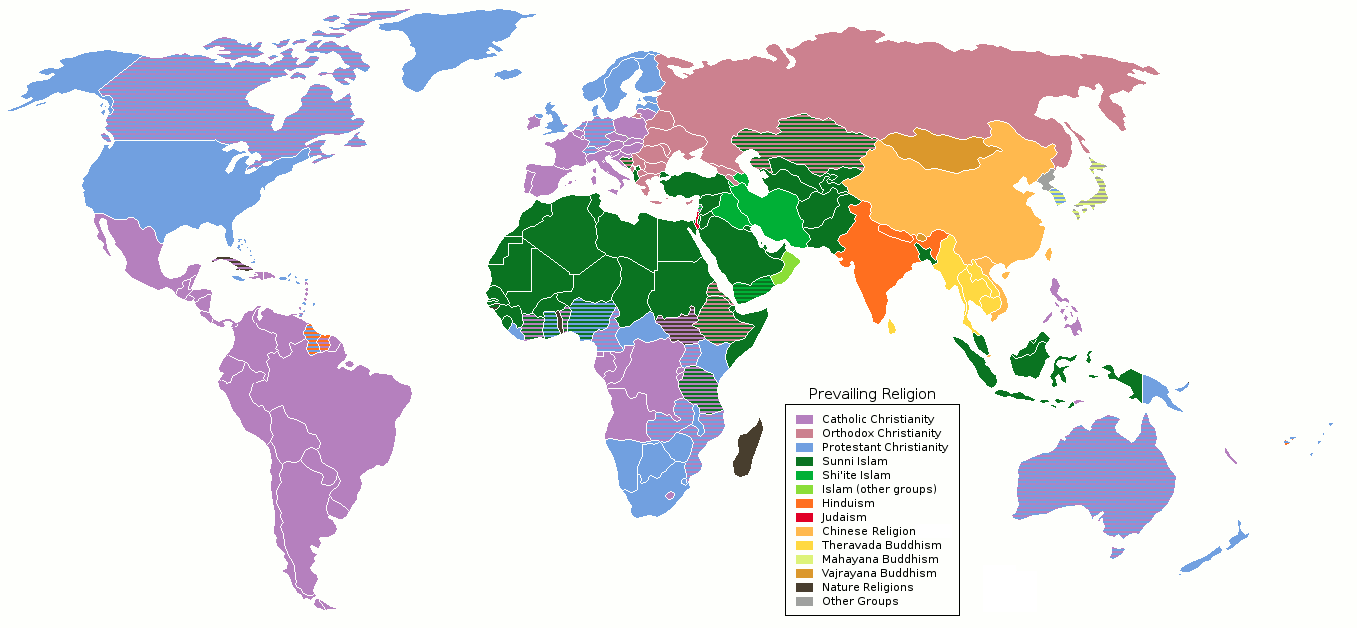 Prevailing Religion
Catholic Christianity
Orthodox Christianity
Protestant Christianity
Sunni Islam
Shi'ite Islam
Islam (other groups)
Hinduism
Judaism
Chinese Religion
Theravada Buddhism
Mahayana Buddhism
Vajrayana Buddhism
Nature Religions
Other Groups